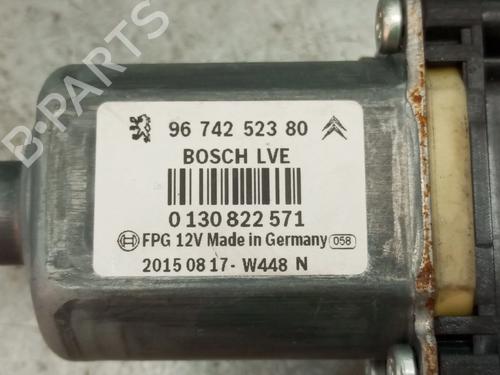 B-PARTS
96 742 523 80
BOSCH LVE
0 130 822 571
FPG 12V Made in Germany 058
2015 08 17- W448 N